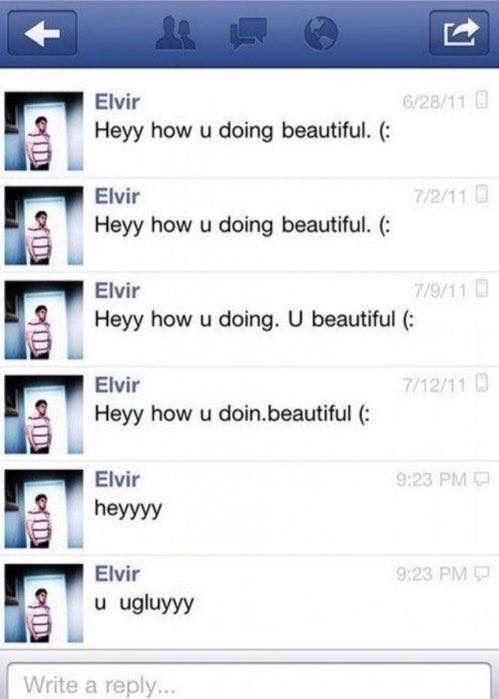 Elvir 6/28/11
Heyy how u doing beautiful. (:
Elvir 7/2/11
Heyy how u doing beautiful. (:
Elvir 7/9/11
Heyy how u doing. U beautiful (:
Elvir 7/12/11
Heyy how u doin.beautiful (:
Elvir 9:23 PM
heyyyy
Elvir 9:23 PM
u ugluyyy
Write a reply...